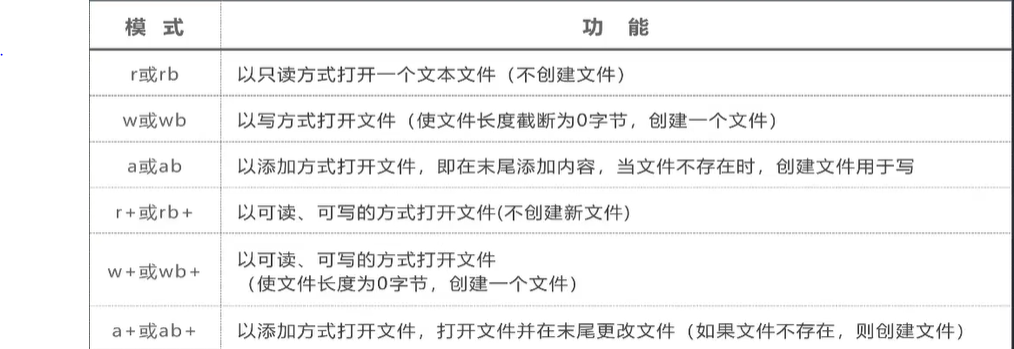 模 式 功 能
r或rb 以只读方式打开一个文本文件（不创建文件）
w或wb 以写方式打开文件（使文件长度截断为0字节，创建一个文件）
a或ab 以添加方式打开文件，即在末尾添加内容，当文件不存在时，创建文件用于写
r+或rb+ 以可读、可写的方式打开文件(不创建新文件)
w+或wb+ 以可读、可写的方式打开文件
（使文件长度为0字节，创建一个文件）
a+或ab+ 以添加方式打开文件，打开文件并在末尾更改文件（如果文件不存在，则创建文件）